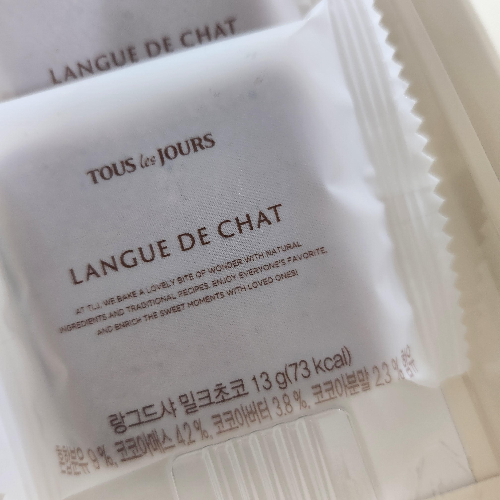 LANGUE DE CHAT
TOUS les JOURS
LANGUE DE CHAT
AT TLJ, WE BAKE A LOVELY BITE OF WONDER WITH NATURAL
INGREDIENTS AND TRADITIONAL RECIPES. ENJOY EVERYONE'S FAVORITE,
AND ENRICH THE SWEET MOMENTS WITH LOVED ONES!
랑그드샤 밀크초코 13 g(73 kcal)
9 %, 코코아매스 4.2 %, 코코아버터 3.8 %, 코코아분말 2.3 %